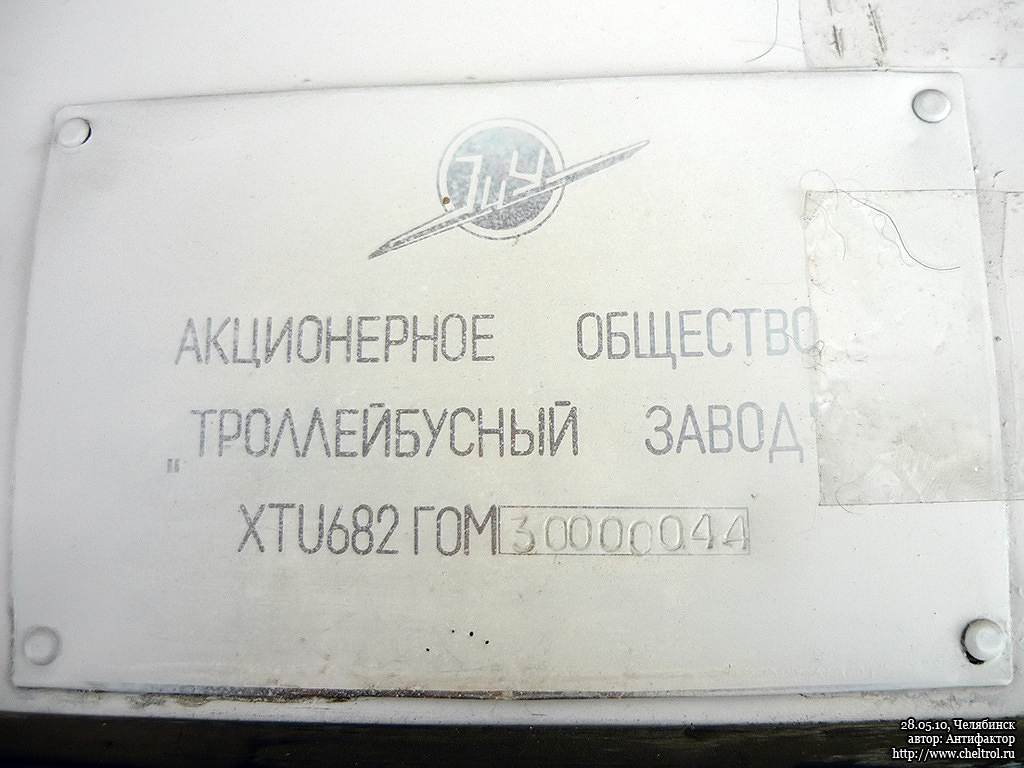 ЗиУ
АКЦИОНЕРНОЕ ОБЩЕСТВО
„ТРОЛЛЕЙБУСНЫЙ ЗАВОД"
XTU682ГОМ30000044
28.05.10, Челябинск
автор: Антифактор
http://www.cheltrol.ru